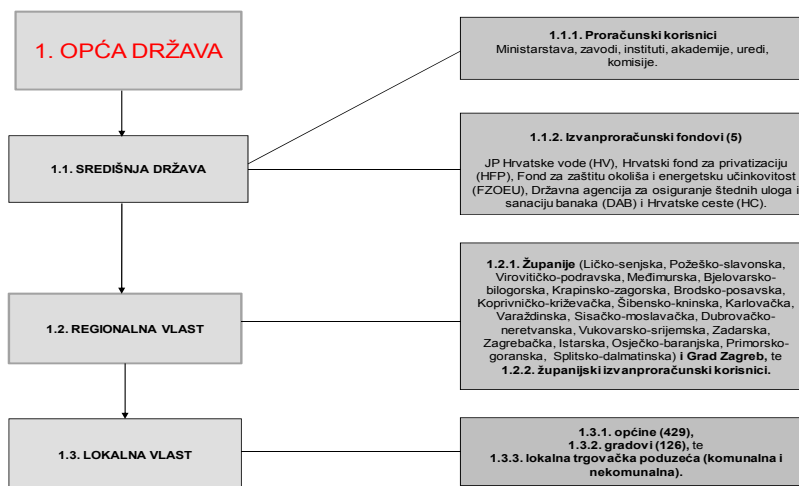 1. OPĆA DRŽAVA
1.1.1. Proračunski korisnici
Ministarstava, zavodi, instituti, akademije, uredi,
komisije.
1.1. SREDIŠNJA DRŽAVA
1.1.2. Izvanproračunski fondovi (5)
JP Hrvatske vode (HV), Hrvatski fond za privatizaciju
(HFP), Fond za zaštitu okoliša i energetsku učinkovitost
(FZOEU), Državna agencija za osiguranje štednih uloga i
sanaciju banaka (DAB) i Hrvatske ceste (HC).
1.2. REGIONALNA VLAST
1.2.1. Županije (Ličko-senjska, Požeško-slavonska,
Virovitičko-podravska, Međimurska, Bjelovarsko-
bilogorska, Krapinsko-zagorska, Brodsko-posavska,
Koprivničko-križevačka, Šibensko-kninska, Karlovačka,
Varaždinska, Sisačko-moslavačka, Dubrovačko-
neretvanska, Vukovarsko-srijemska, Zadarska,
Zagrebačka, Istarska, Osječko-baranjska, Primorsko-
goranska, Splitsko-dalmatinska) i Grad Zagreb, te
1.2.2. županijski izvanproračunski korisnici.
1.3. LOKALNA VLAST
1.3.1. općine (429),
1.3.2. gradovi (126), te
1.3.3. lokalna trgovačka poduzeća (komunalna i
nekomunalna).